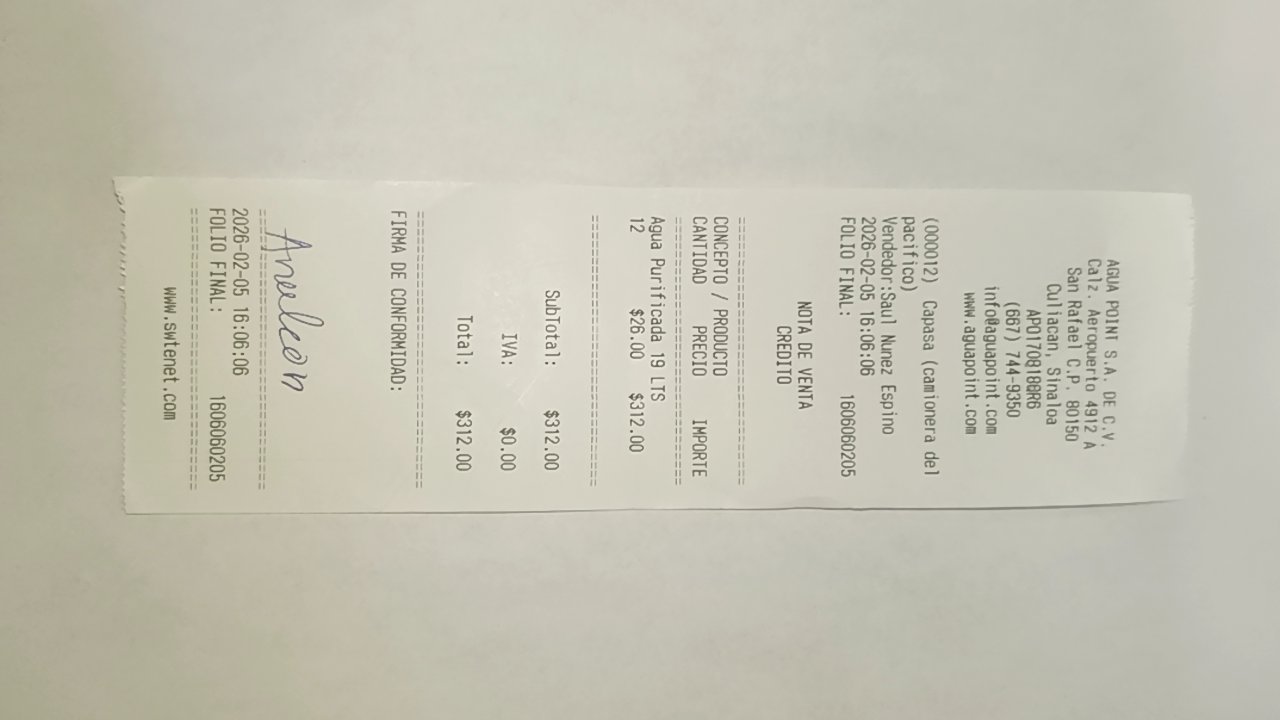 AGUA POINT S.A. DE C.V.
Calz. Aeropuerto 4912 A
San Rafael C.P. 80150
Culiacan, Sinaloa
APO170818QR6
(667) 744-9350
info@aguapoint.com
www.aguapoint.com
(000012) Capasa (camionera del
pacifico)
Vendedor:Saul Nunez Espino
2026-02-05 16:06:06
FOLIO FINAL: 1606060205
NOTA DE VENTA
CREDITO
CONCEPTO / PRODUCTO
CANTIDAD PRECIO IMPORTE
Agua Purificada 19 LTS
12 $26.00 $312.00
SubTotal: $312.00
IVA: $0.00
Total: $312.00
FIRMA DE CONFORMIDAD:
2026-02-05 16:06:06
FOLIO FINAL: 1606060205
www.swtenet.com